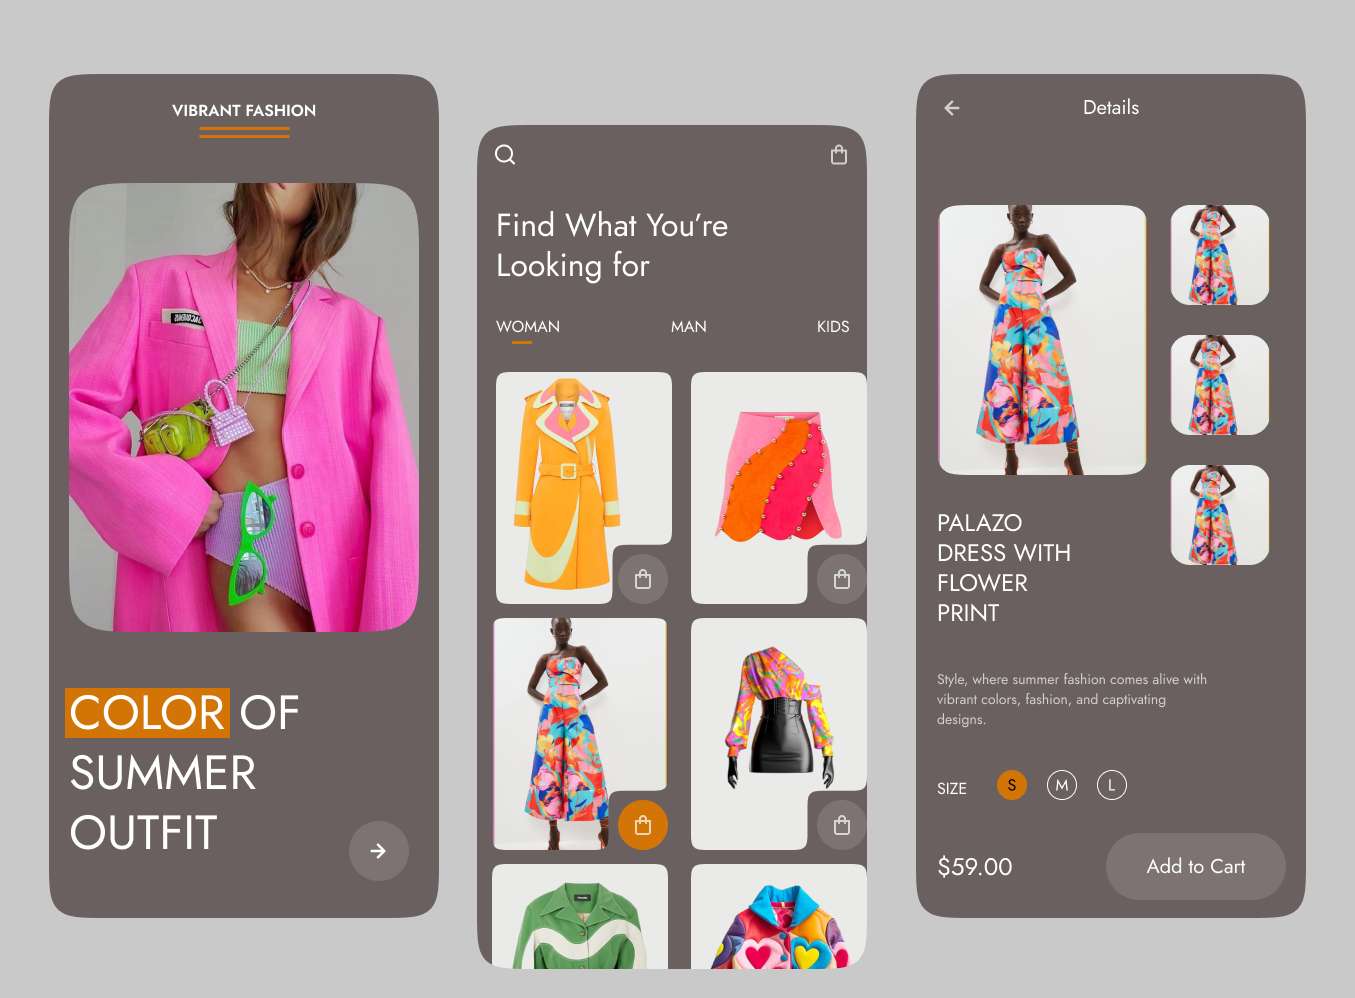 VIBRANT FASHION
COLOR OF
SUMMER
OUTFIT
Find What You're
Looking for
WOMAN MAN KIDS
MOSCHINO
Details
PALAZO
DRESS WITH
FLOWER
PRINT
Style, where summer fashion comes alive with
vibrant colors, fashion, and captivating
designs.
SIZE S M L
$59.00 Add to Cart